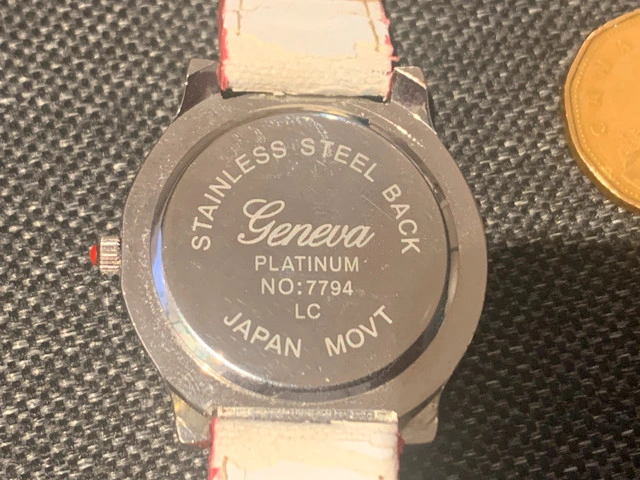 STAINLESS STEEL BACK
Geneva
PLATINUM
NO:7794
LC
JAPAN MOVT